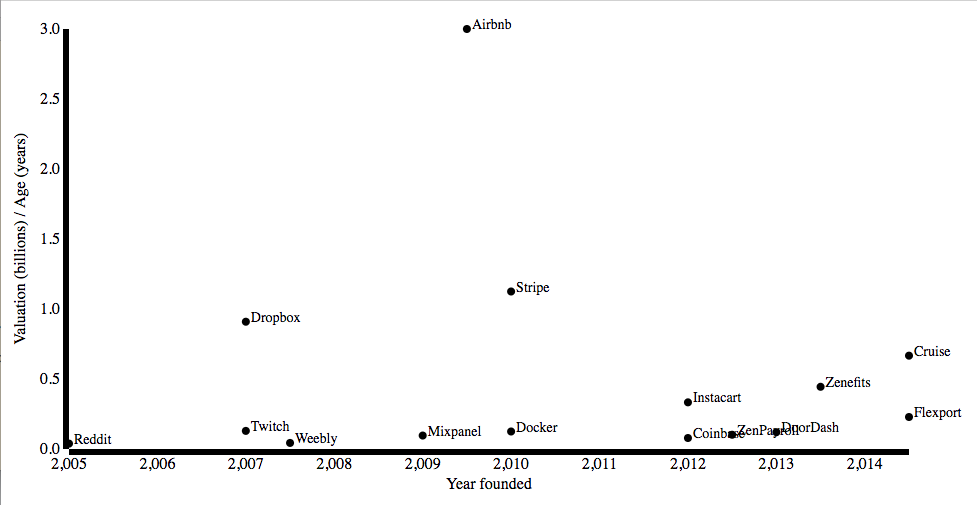 3.0
Airbnb
2.5
2.0
1.5
Stripe
1.0
Dropbox
Cruise
0.5
Zenefits
Instacart
Flexport
Twitch
Docker
Mixpanel
Coinbase
ZenPayroll
DoorDash
Weebly
Reddit
0.0
2,005
2,006
2,007
2,008
2,009
2,010
2,011
2,012
2,013
2,014
Year founded
Valuation (billions) / Age (years)